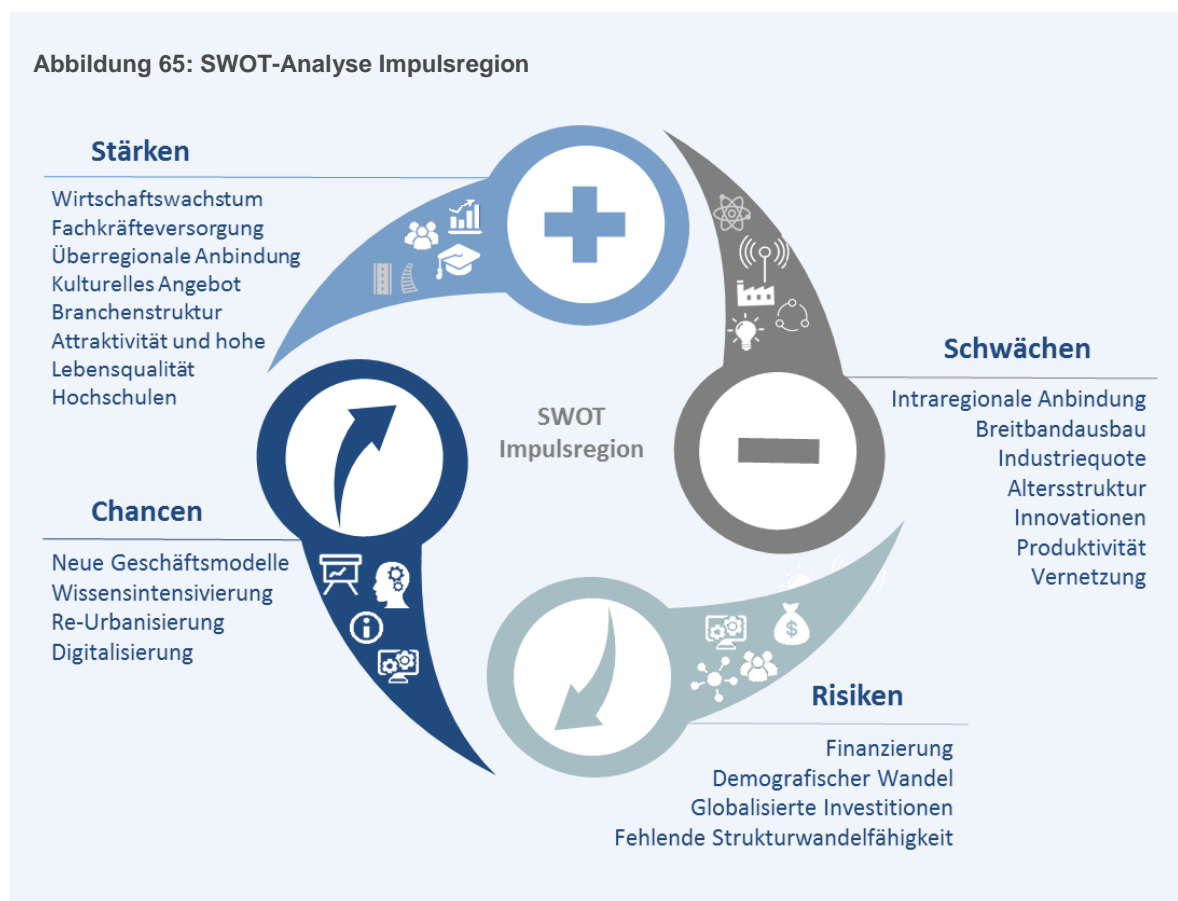 Abbildung 65: SWOT-Analyse Impulsregion
Stärken
Wirtschaftswachstum
Fachkräfteversorgung
Überregionale Anbindung
Kulturelles Angebot
Branchenstruktur
Attraktivität und hohe
Lebensqualität
Hochschulen
SWOT
Impulsregion
Schwächen
Intraregionale Anbindung
Breitbandausbau
Industriequote
Altersstruktur
Innovationen
Produktivität
Vernetzung
Chancen
Neue Geschäftsmodelle
Wissensintensivierung
Re-Urbanisierung
Digitalisierung
Risiken
Finanzierung
Demografischer Wandel
Globalisierte Investitionen
Fehlende Strukturwandelfähigkeit